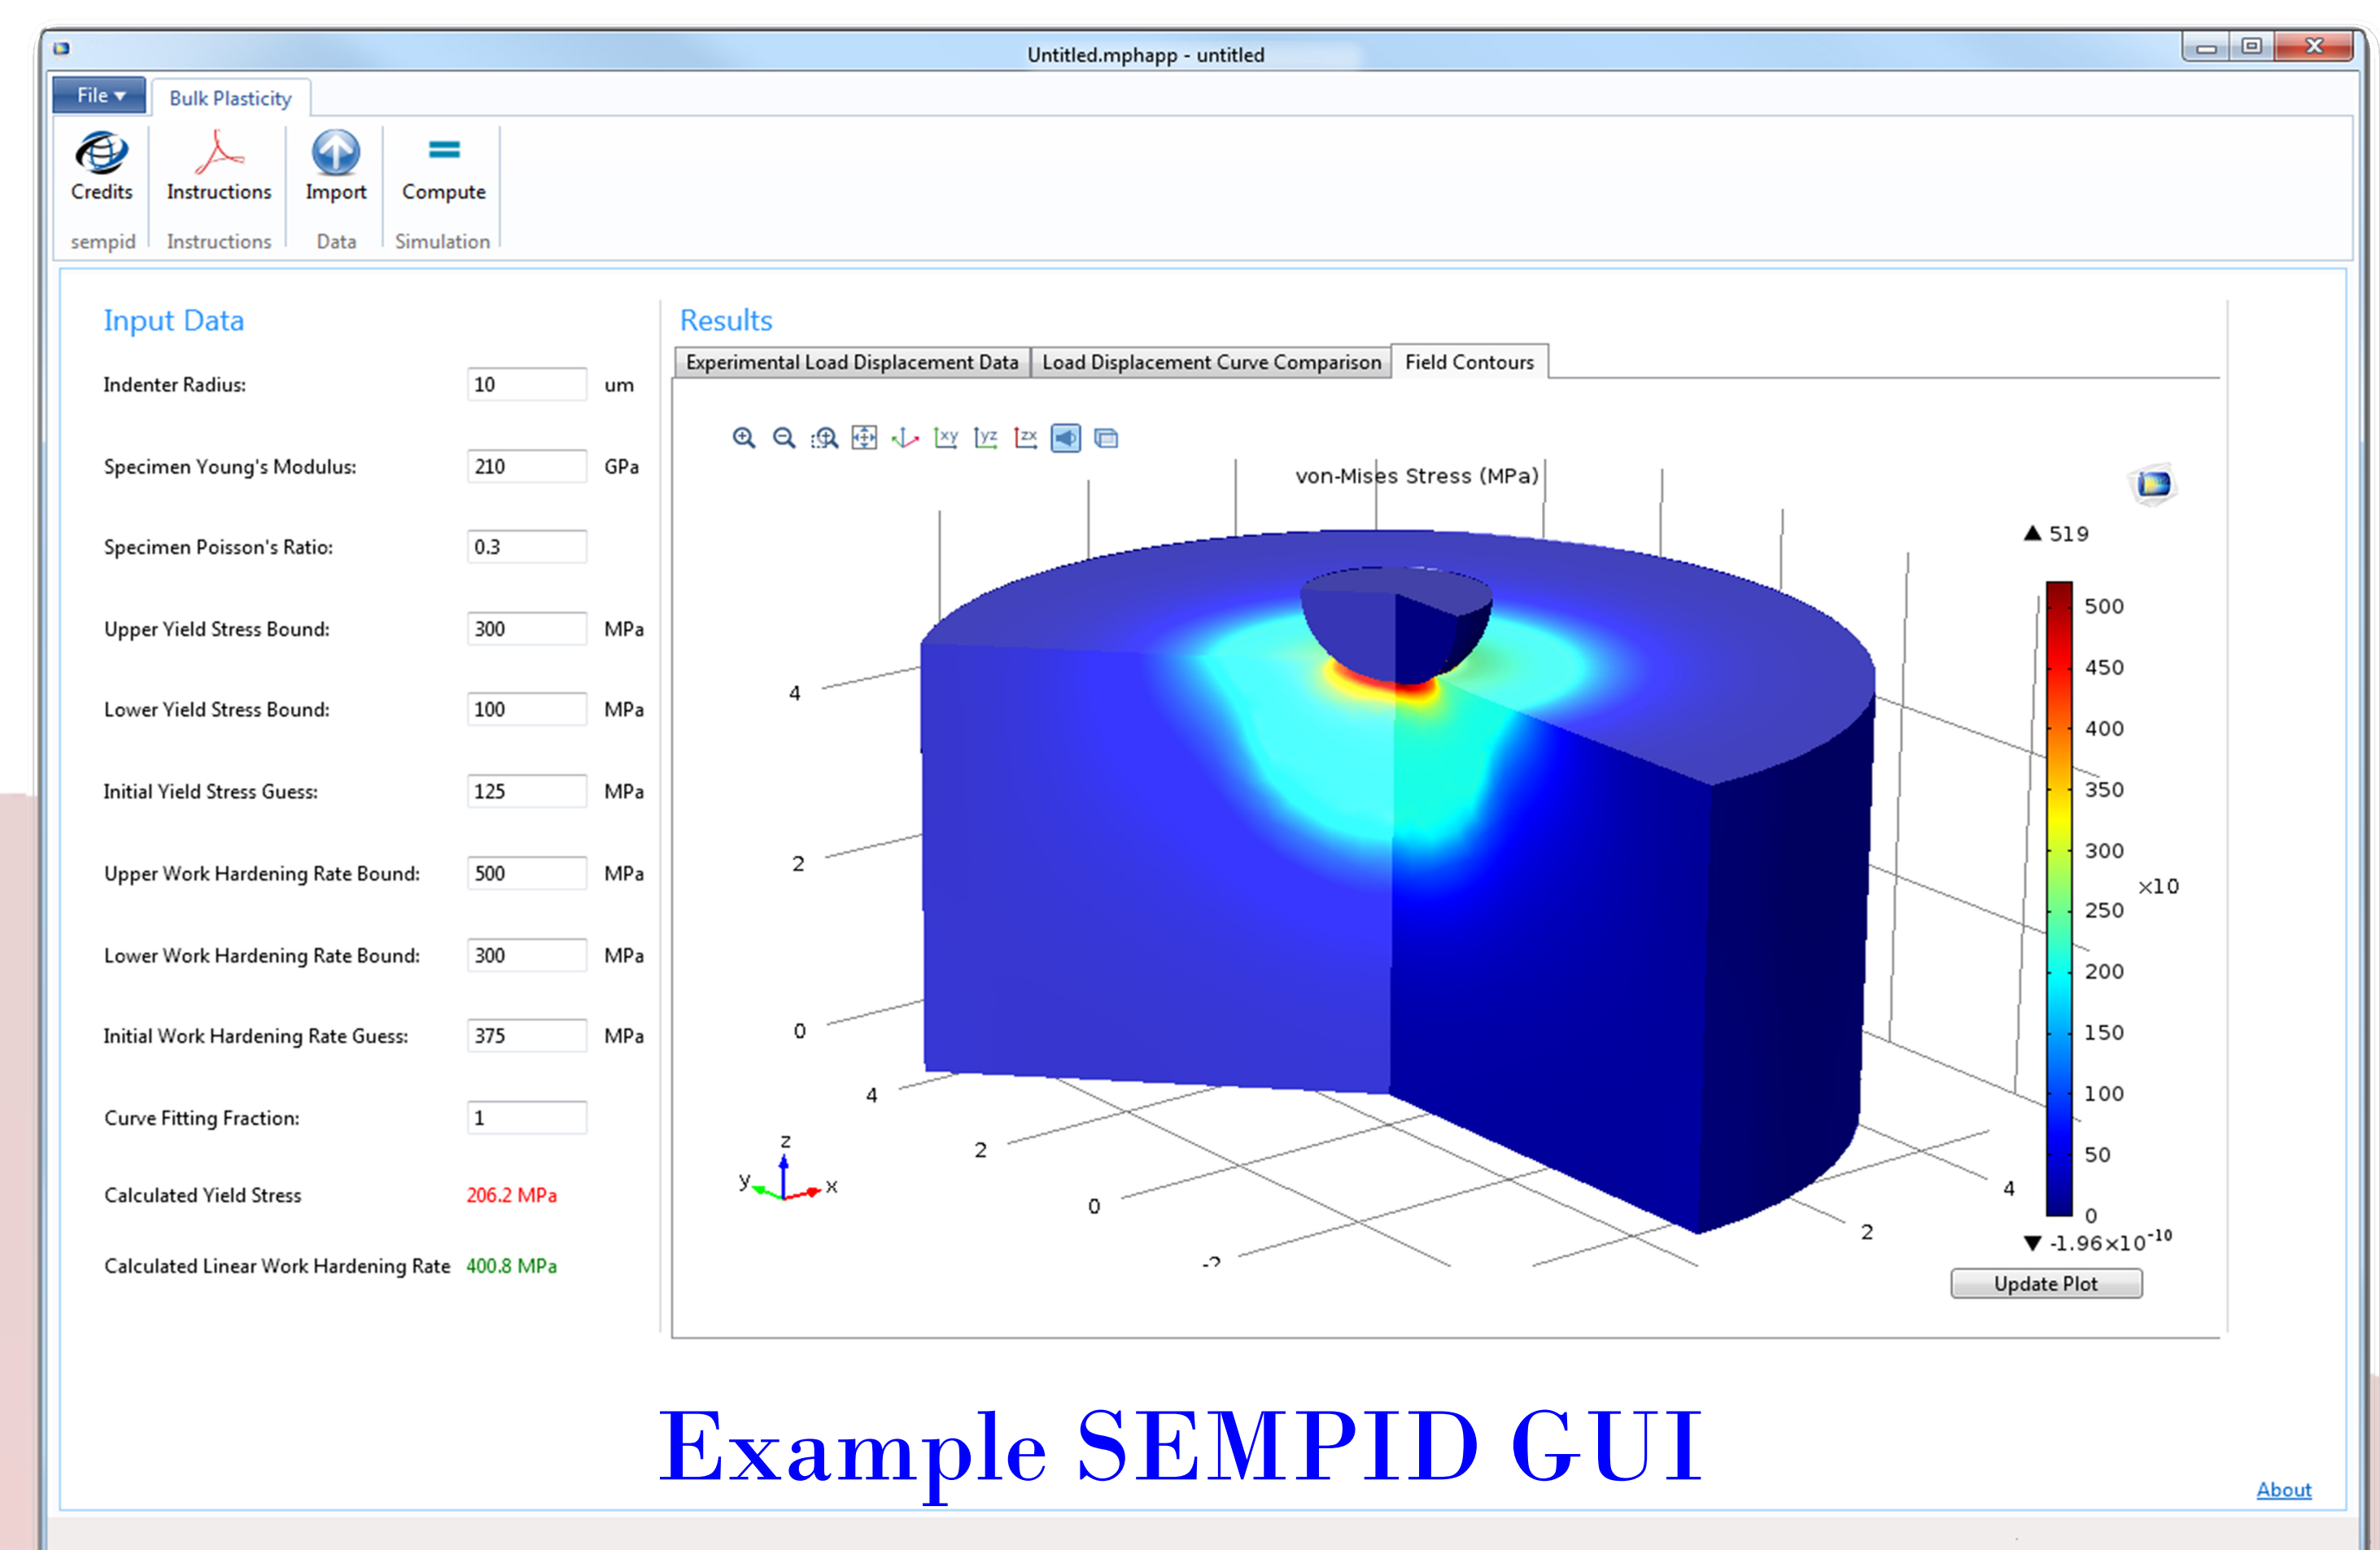 Untitled.mphapp - untitled
File Bulk Plasticity
Credits Instructions Import Compute
sempid Instructions Data Simulation
Input Data
Indenter Radius: 10 um
Specimen Young's Modulus: 210 GPa
Specimen Poisson's Ratio: 0.3
Upper Yield Stress Bound: 300 MPa
Lower Yield Stress Bound: 100 MPa
Initial Yield Stress Guess: 125 MPa
Upper Work Hardening Rate Bound: 500 MPa
Lower Work Hardening Rate Bound: 300 MPa
Initial Work Hardening Rate Guess: 375 MPa
Curve Fitting Fraction: 1
Calculated Yield Stress 206.2 MPa
Calculated Linear Work Hardening Rate 400.8 MPa
Results
Experimental Load Displacement Data Load Displacement Curve Comparison Field Contours
xy yz zx
von-Mises Stress (MPa)
▲ 519
500
450
400
350
300
×10
250
200
150
100
50
0
▼ -1.96×10⁻¹⁰
4
2
0
4
2
0
-2
2
4
z
y x
Update Plot
Example SEMPID GUI
About